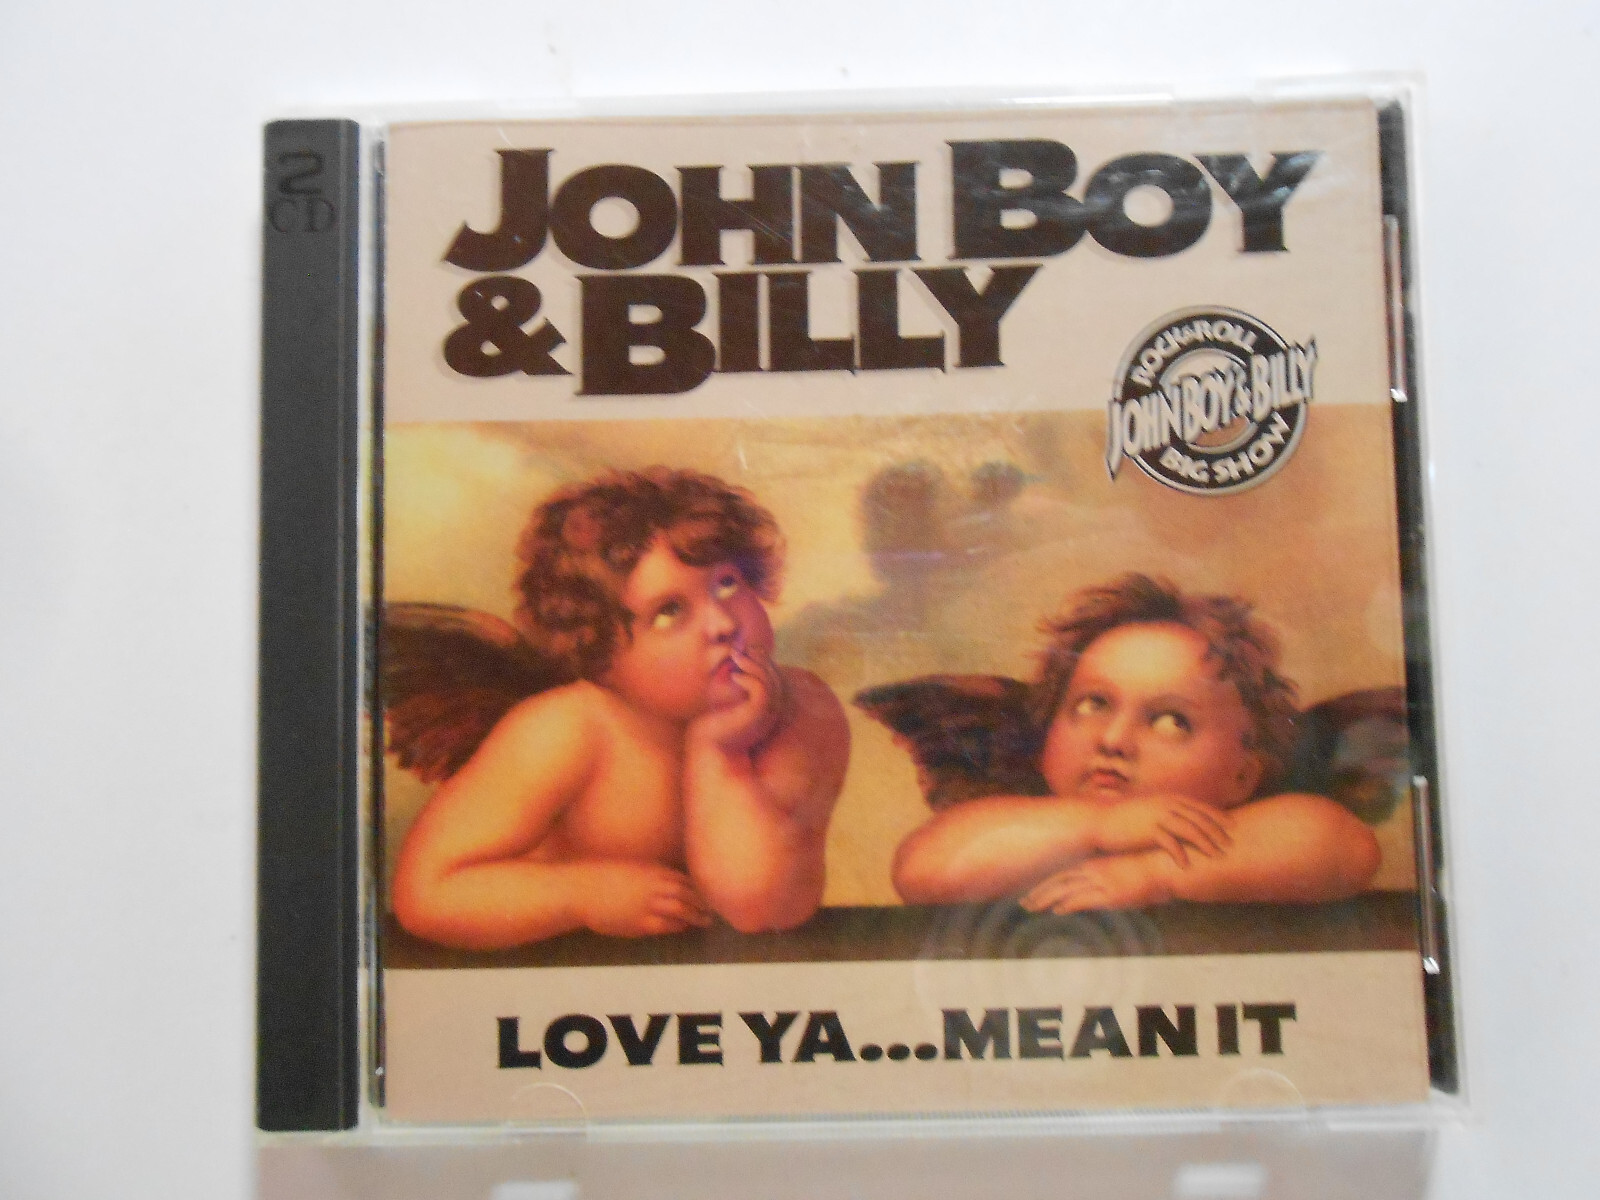 2
CD
JOHN BOY
& BILLY
ROCK & ROLL
JOHN BOY & BILLY
BIG SHOW
LOVE YA...MEAN IT